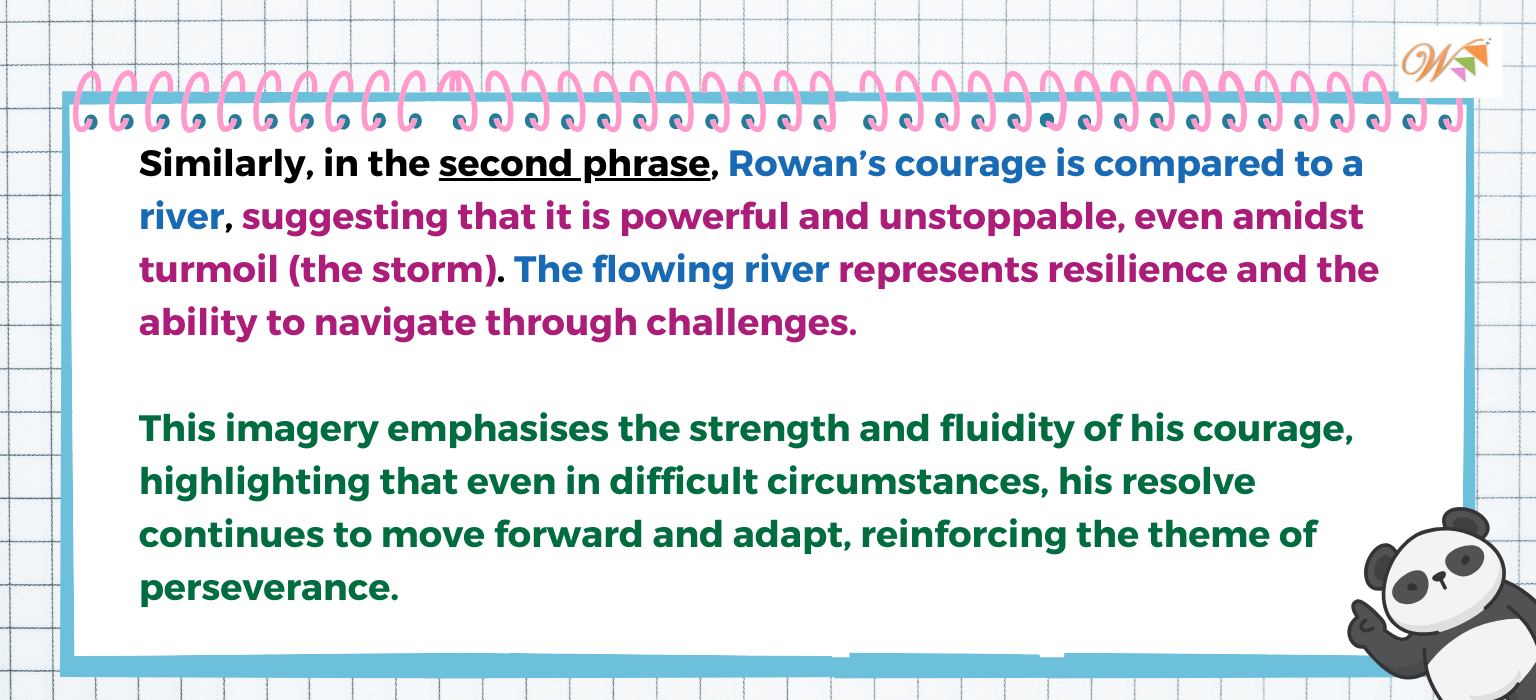 W
Similarly, in the second phrase, Rowan’s courage is compared to a
river, suggesting that it is powerful and unstoppable, even amidst
turmoil (the storm). The flowing river represents resilience and the
ability to navigate through challenges.
This imagery emphasises the strength and fluidity of his courage,
highlighting that even in difficult circumstances, his resolve
continues to move forward and adapt, reinforcing the theme of
perseverance.